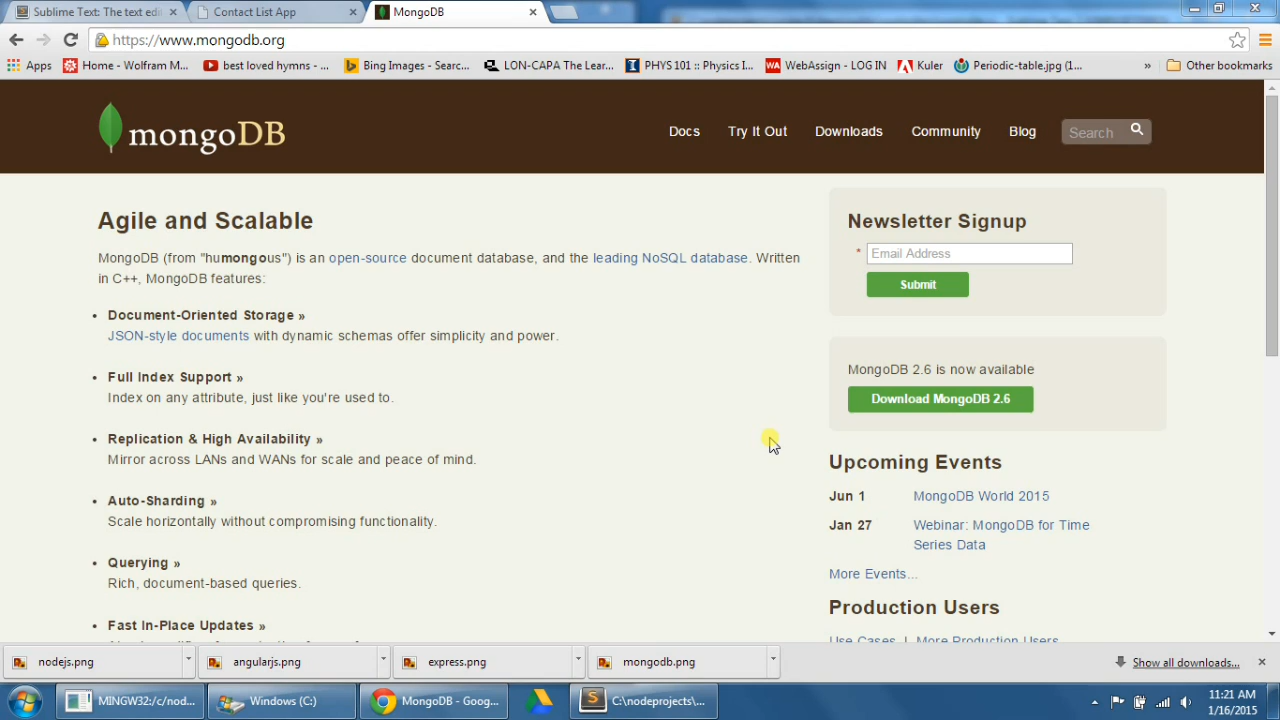 Sublime Text: The text edi
Contact List App
MongoDB
https://www.mongodb.org
Apps
Home - Wolfram M...
best loved hymns - ...
Bing Images - Searc...
LON-CAPA The Lear...
PHYS 101 :: Physics I...
WebAssign - LOG IN
Kuler
Periodic-table.jpg (1...
»
Other bookmarks
mongoDB
Docs
Try It Out
Downloads
Community
Blog
Search
Agile and Scalable
MongoDB (from "humongous") is an open-source document database, and the leading NoSQL database. Written
in C++, MongoDB features:
• Document-Oriented Storage »
JSON-style documents with dynamic schemas offer simplicity and power.
• Full Index Support »
Index on any attribute, just like you're used to.
• Replication & High Availability »
Mirror across LANs and WANs for scale and peace of mind.
• Auto-Sharding »
Scale horizontally without compromising functionality.
• Querying »
Rich, document-based queries.
• Fast In-Place Updates »
Newsletter Signup
* Email Address
Submit
MongoDB 2.6 is now available
Download MongoDB 2.6
Upcoming Events
Jun 1 MongoDB World 2015
Jan 27 Webinar: MongoDB for Time
Series Data
More Events...
Production Users
Use Cases | More Production Users
nodejs.png
angularjs.png
express.png
mongodb.png
Show all downloads...
MINGW32:/c/nod...
Windows (C:)
MongoDB - Goog...
C:\nodeprojects\...
11:21 AM
1/16/2015